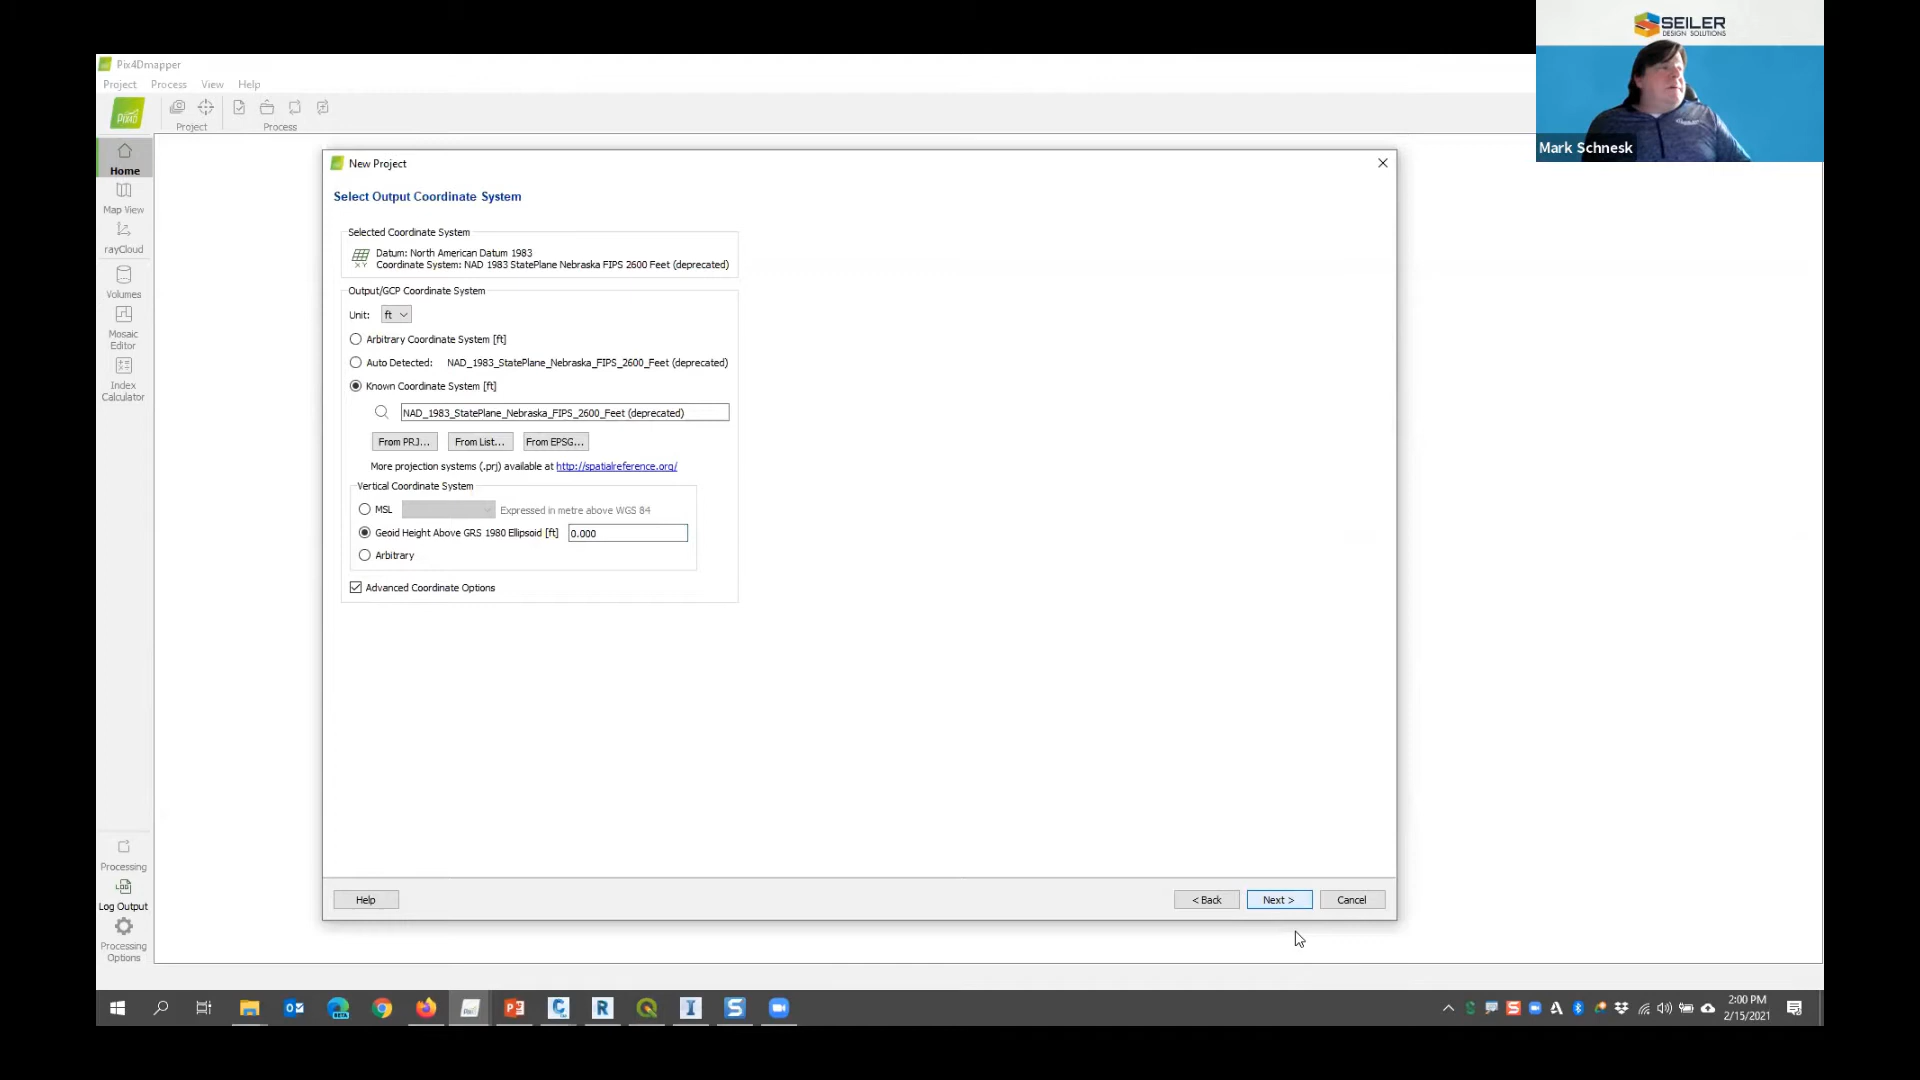 SEILER
DESIGN SOLUTIONS
Mark Schnesk
Pix4Dmapper
Project Process View Help
PIX4D
Project Process
Home
Map View
rayCloud
Volumes
Mosaic
Editor
Index
Calculator
Processing
LOG
Log Output
Processing
Options
New Project
Select Output Coordinate System
Selected Coordinate System
Datum: North American Datum 1983
Coordinate System: NAD 1983 StatePlane Nebraska FIPS 2600 Feet (deprecated)
X Y
Output/GCP Coordinate System
Unit: ft
Arbitrary Coordinate System [ft]
Auto Detected: NAD_1983_StatePlane_Nebraska_FIPS_2600_Feet (deprecated)
Known Coordinate System [ft]
NAD_1983_StatePlane_Nebraska_FIPS_2600_Feet (deprecated)
From PRJ... From List... From EPSG...
More projection systems (.prj) available at http://spatialreference.org/
Vertical Coordinate System
MSL Expressed in metre above WGS 84
Geoid Height Above GRS 1980 Ellipsoid [ft] 0.000
Arbitrary
Advanced Coordinate Options
Help < Back Next > Cancel
BETA
2:00 PM
2/15/2021